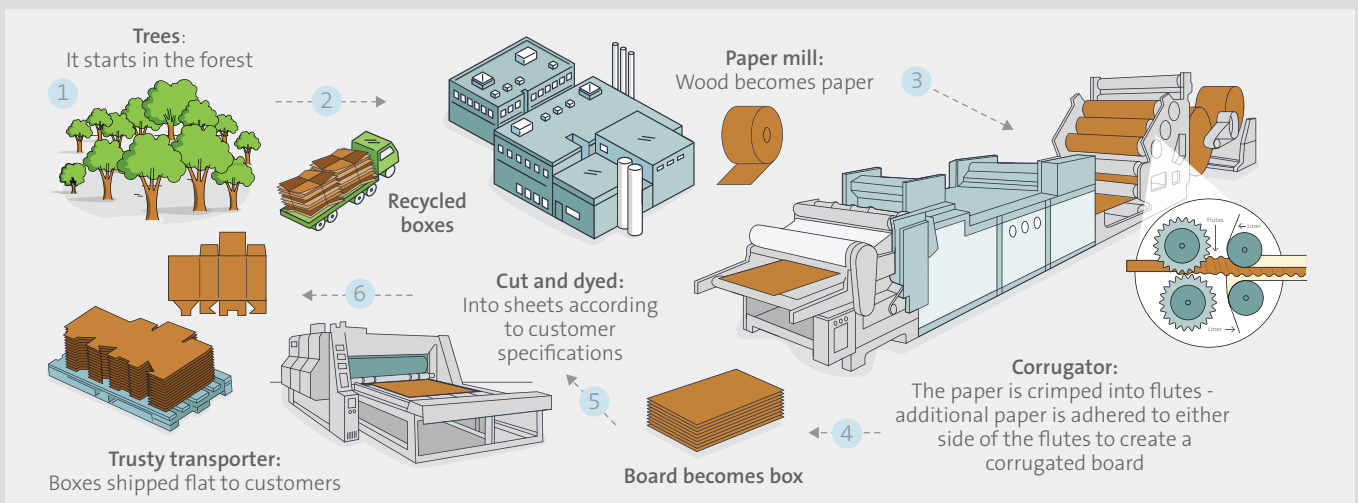 Trees:
It starts in the forest
1
2
Recycled
boxes
Paper mill:
Wood becomes paper
3
Flutes
Liner
Liner
Corrugator:
The paper is crimped into flutes -
additional paper is adhered to either
side of the flutes to create a
corrugated board
4
Board becomes box
5
Cut and dyed:
Into sheets according
to customer
specifications
6
Trusty transporter:
Boxes shipped flat to customers